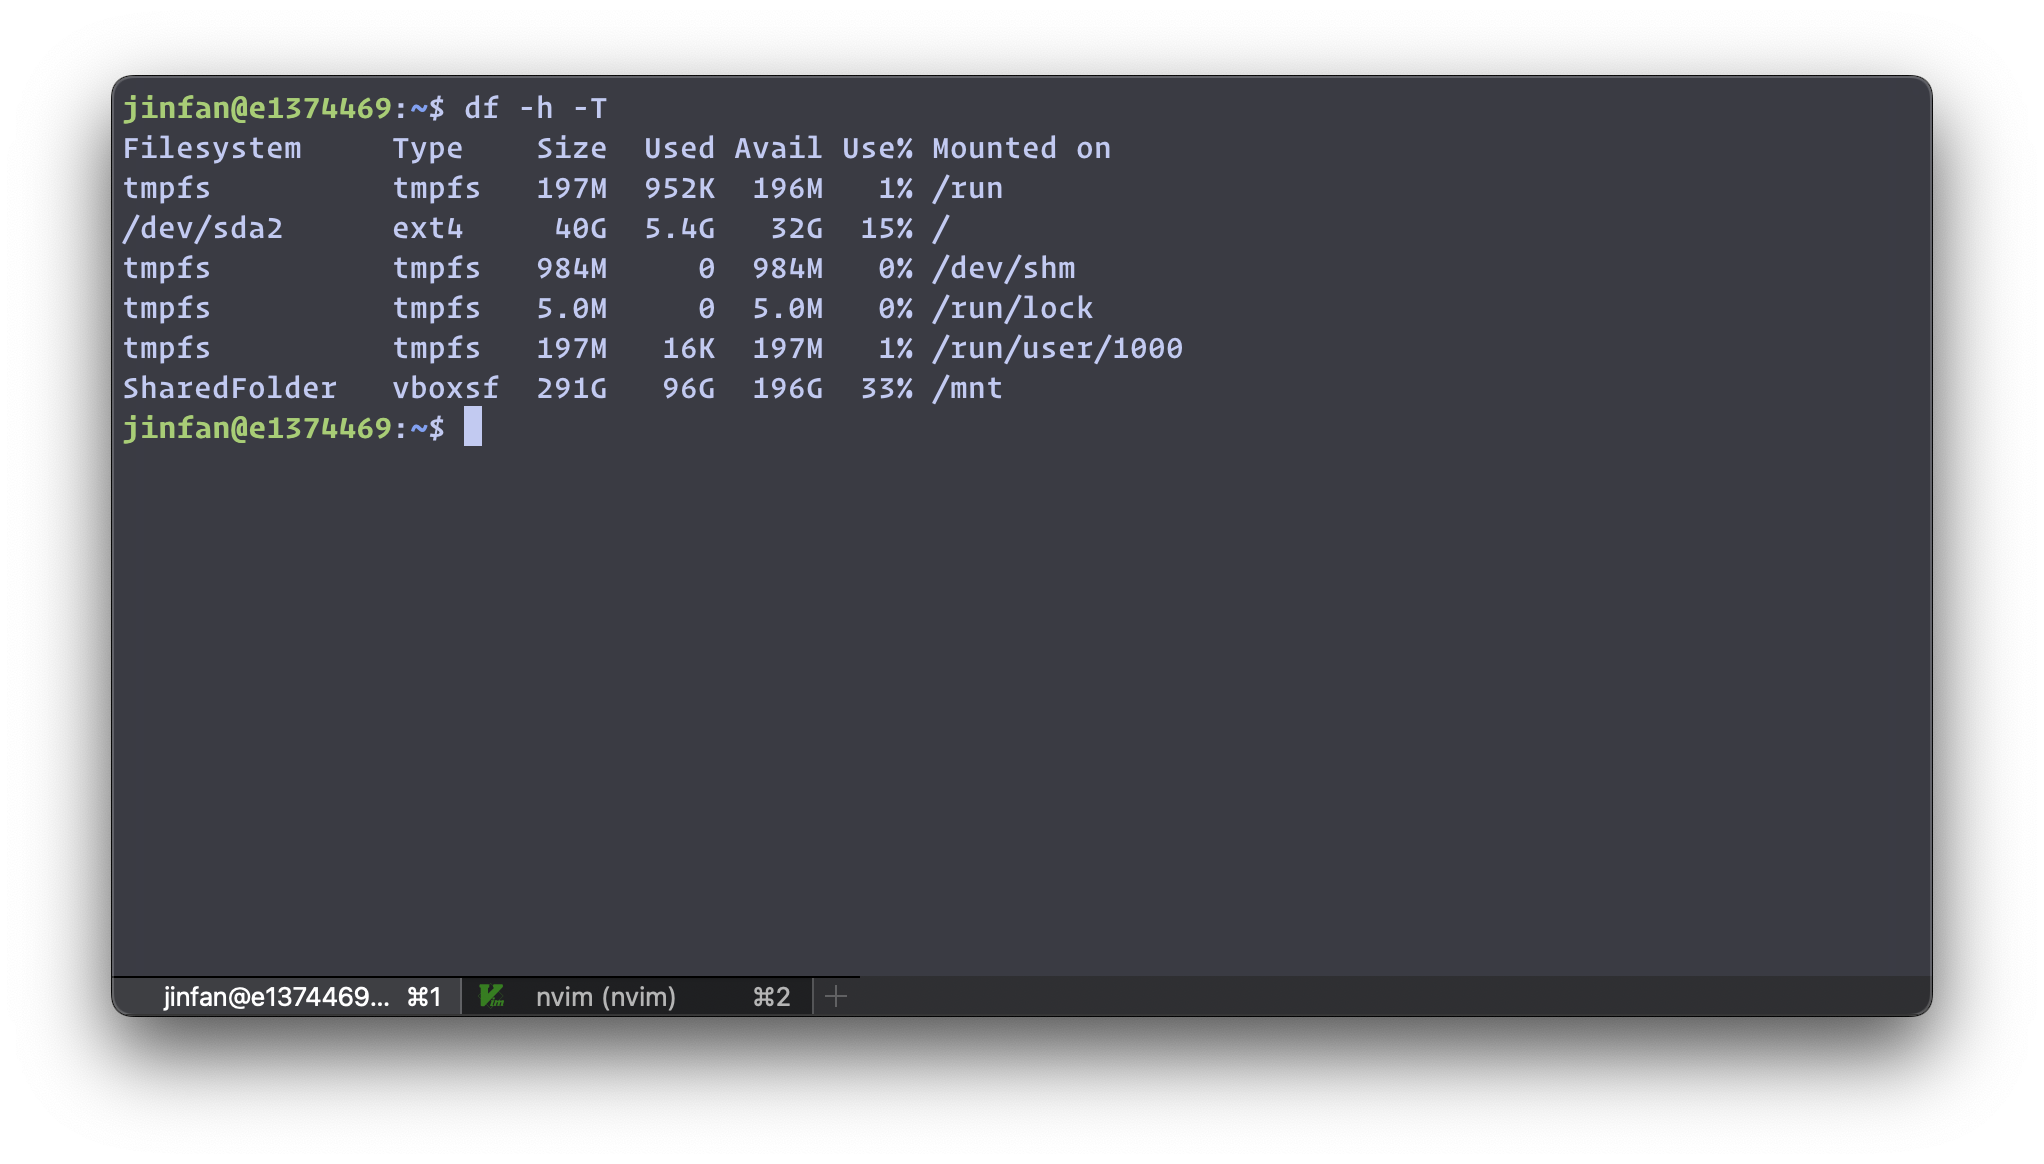 jinfan@e1374469:~$ df -h -T
Filesystem     Type    Size  Used Avail Use% Mounted on
tmpfs          tmpfs   197M  952K  196M   1% /run
/dev/sda2      ext4     40G  5.4G   32G  15% /
tmpfs          tmpfs   984M     0  984M   0% /dev/shm
tmpfs          tmpfs   5.0M     0  5.0M   0% /run/lock
tmpfs          tmpfs   197M   16K  197M   1% /run/user/1000
SharedFolder   vboxsf  291G   96G  196G  33% /mnt
jinfan@e1374469:~$
jinfan@e1374469... ⌘1 Vim nvim (nvim) ⌘2 +